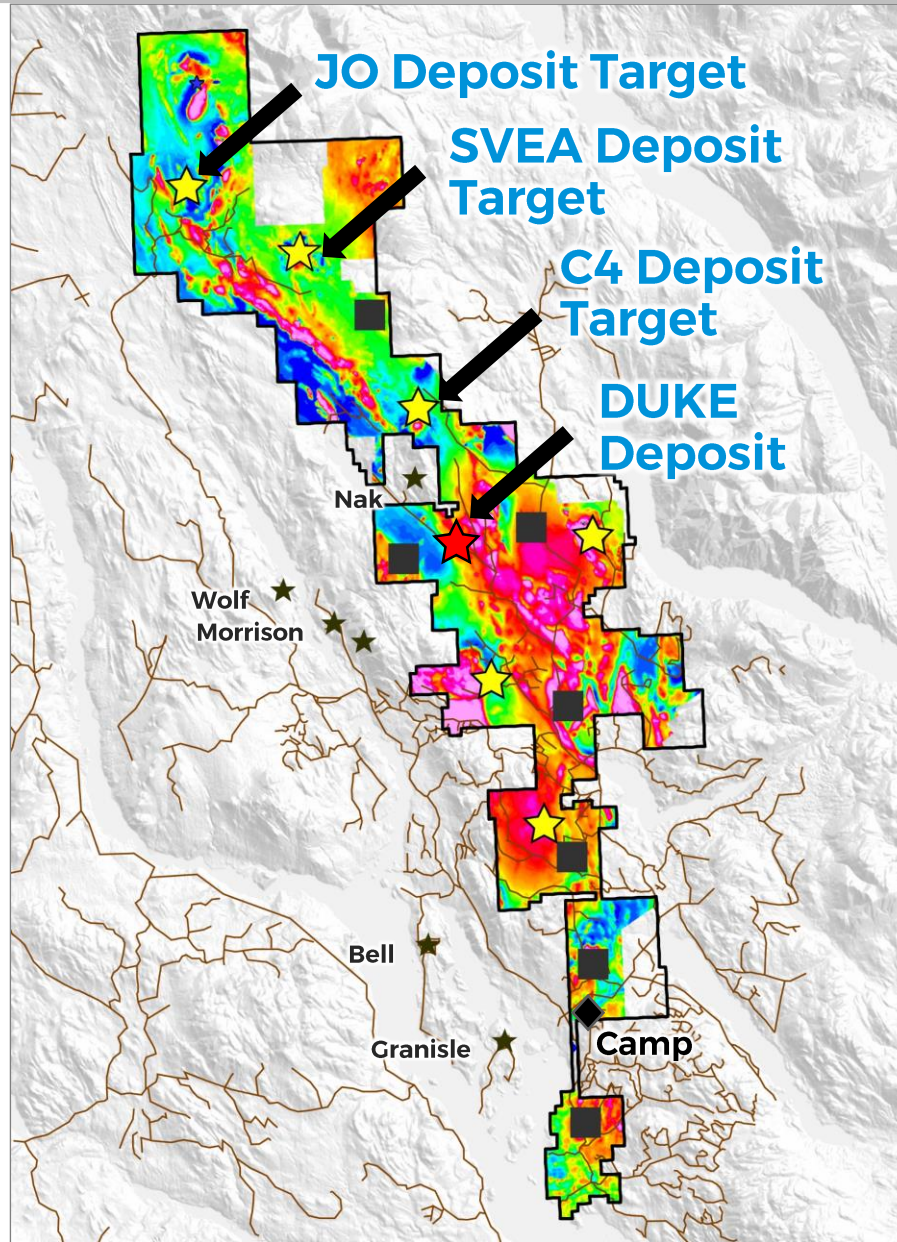 JO Deposit Target
SVEA Deposit
Target
C4 Deposit
Target
DUKE
Deposit
Nak
Wolf
Morrison
Bell
Granisle
Camp